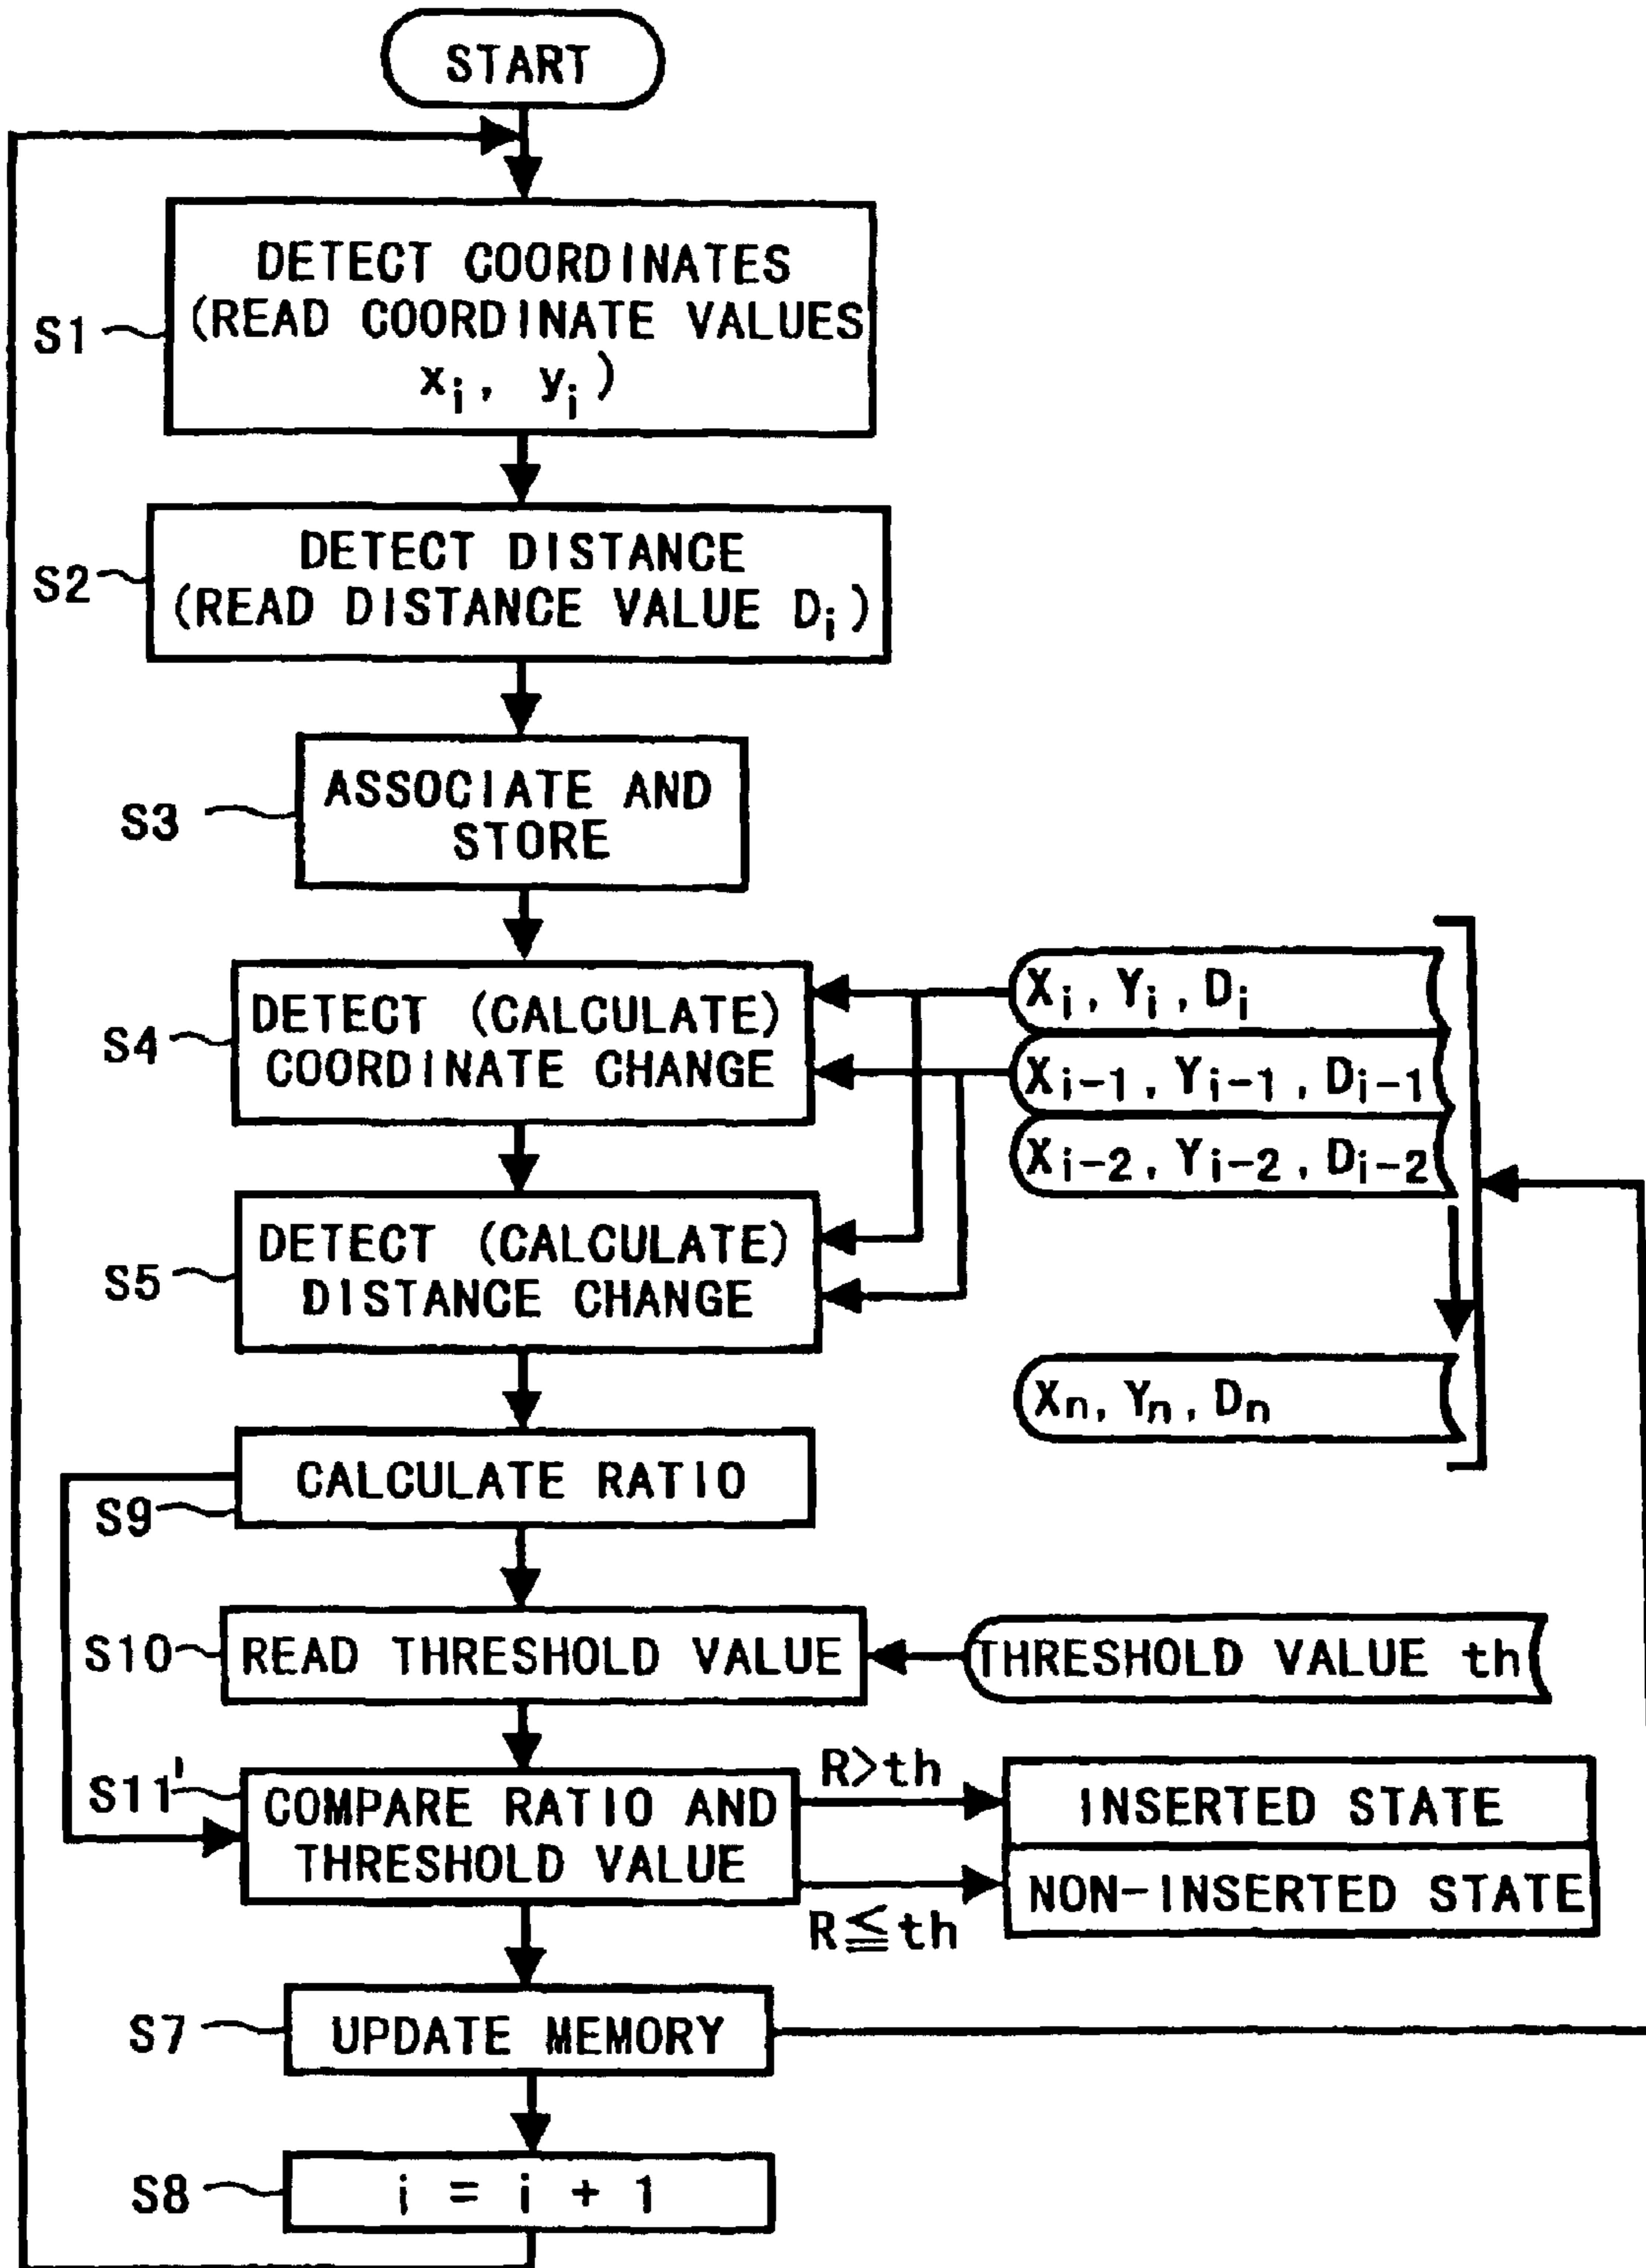 START
S1
DETECT COORDINATES
(READ COORDINATE VALUES
xᵢ, yᵢ)
S2
DETECT DISTANCE
(READ DISTANCE VALUE Dᵢ)
S3
ASSOCIATE AND
STORE
S4
DETECT (CALCULATE)
COORDINATE CHANGE
Xᵢ, Yᵢ, Dᵢ
Xᵢ₋₁, Yᵢ₋₁, Dᵢ₋₁
Xᵢ₋₂, Yᵢ₋₂, Dᵢ₋₂
S5
DETECT (CALCULATE)
DISTANCE CHANGE
Xₙ, Yₙ, Dₙ
S9
CALCULATE RATIO
S10
READ THRESHOLD VALUE
THRESHOLD VALUE th
S11'
COMPARE RATIO AND
THRESHOLD VALUE
R>th
INSERTED STATE
R≦th
NON-INSERTED STATE
S7
UPDATE MEMORY
S8
i = i + 1